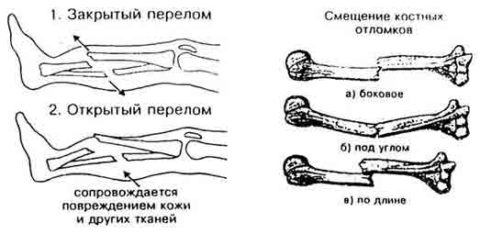 1. Закрытый перелом
2. Открытый перелом
сопровождается
повреждением кожи
и других тканей
Смещение костных
отломков
а) боковое
б) под углом
в) по длине